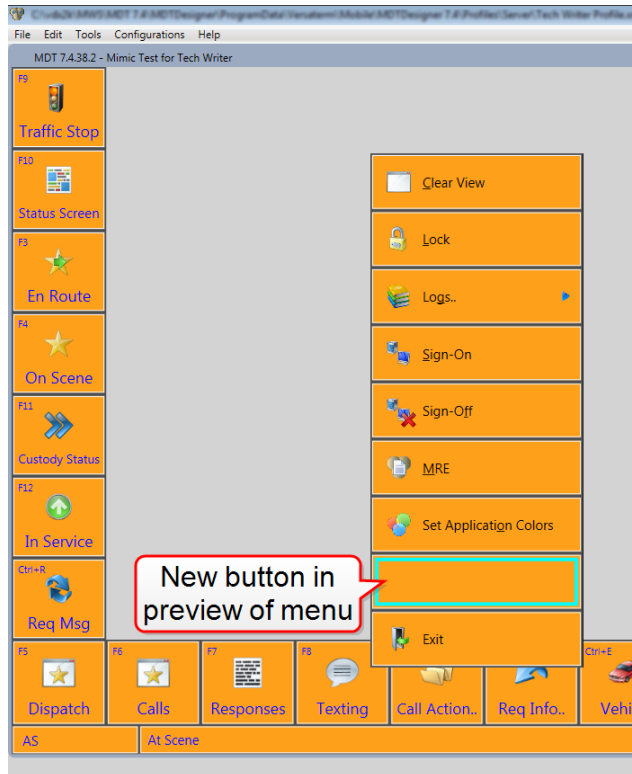 File Edit Tools Configurations Help
MDT 7.4.38.2 - Mimic Test for Tech Writer
F9
Traffic Stop
F10
Status Screen
F3
En Route
F4
On Scene
F11
Custody Status
F12
In Service
Ctrl+R
Req Msg
Clear View
Lock
Logs..
Sign-On
Sign-Off
MRE
Set Application Colors
New button in
preview of menu
Exit
F5
Dispatch
F6
Calls
F7
Responses
F8
Texting
Call Action..
Req Info..
Ctrl+E
Vehi
AS
At Scene